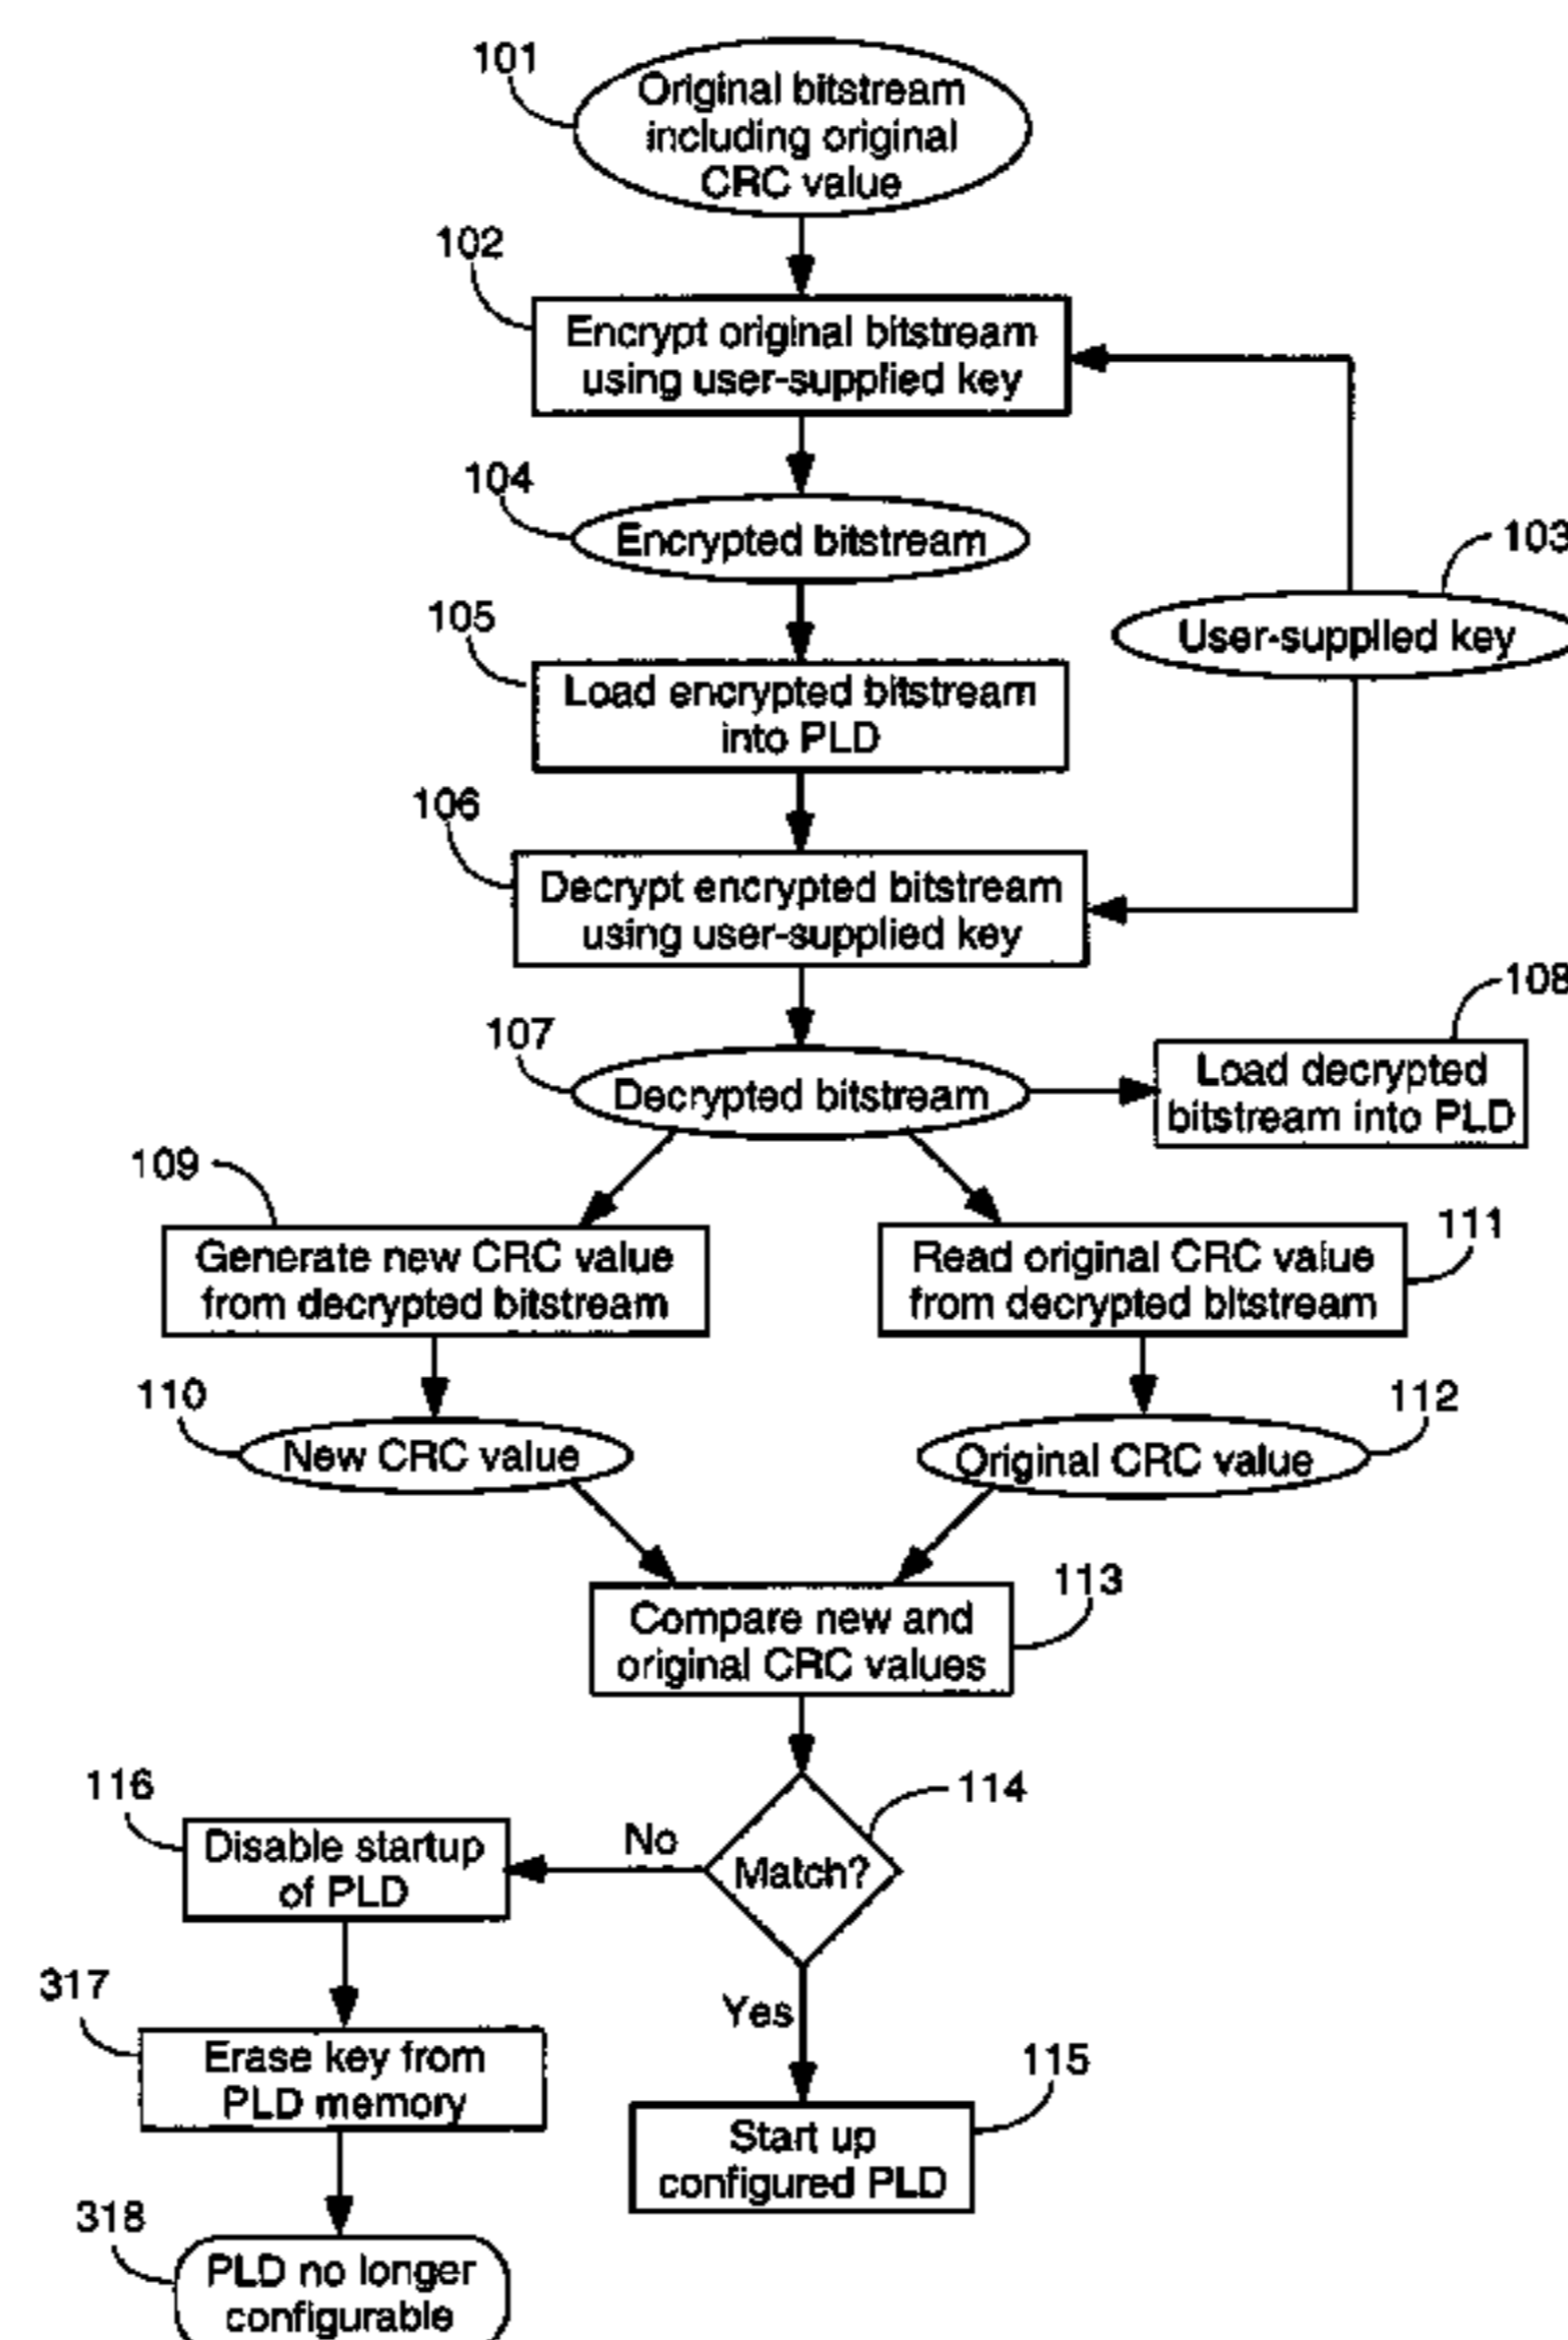 101
Original bitstream
including original
CRC value
102
Encrypt original bitstream
using user-supplied key
104
Encrypted bitstream
103
User-supplied key
105
Load encrypted bitstream
into PLD
106
Decrypt encrypted bitstream
using user-supplied key
107
Decrypted bitstream
108
Load decrypted
bitstream into PLD
109
Generate new CRC value
from decrypted bitstream
111
Read original CRC value
from decrypted bitstream
110
New CRC value
112
Original CRC value
113
Compare new and
original CRC values
114
Match?
No
116
Disable startup
of PLD
Yes
317
Erase key from
PLD memory
115
Start up
configured PLD
318
PLD no longer
configurable